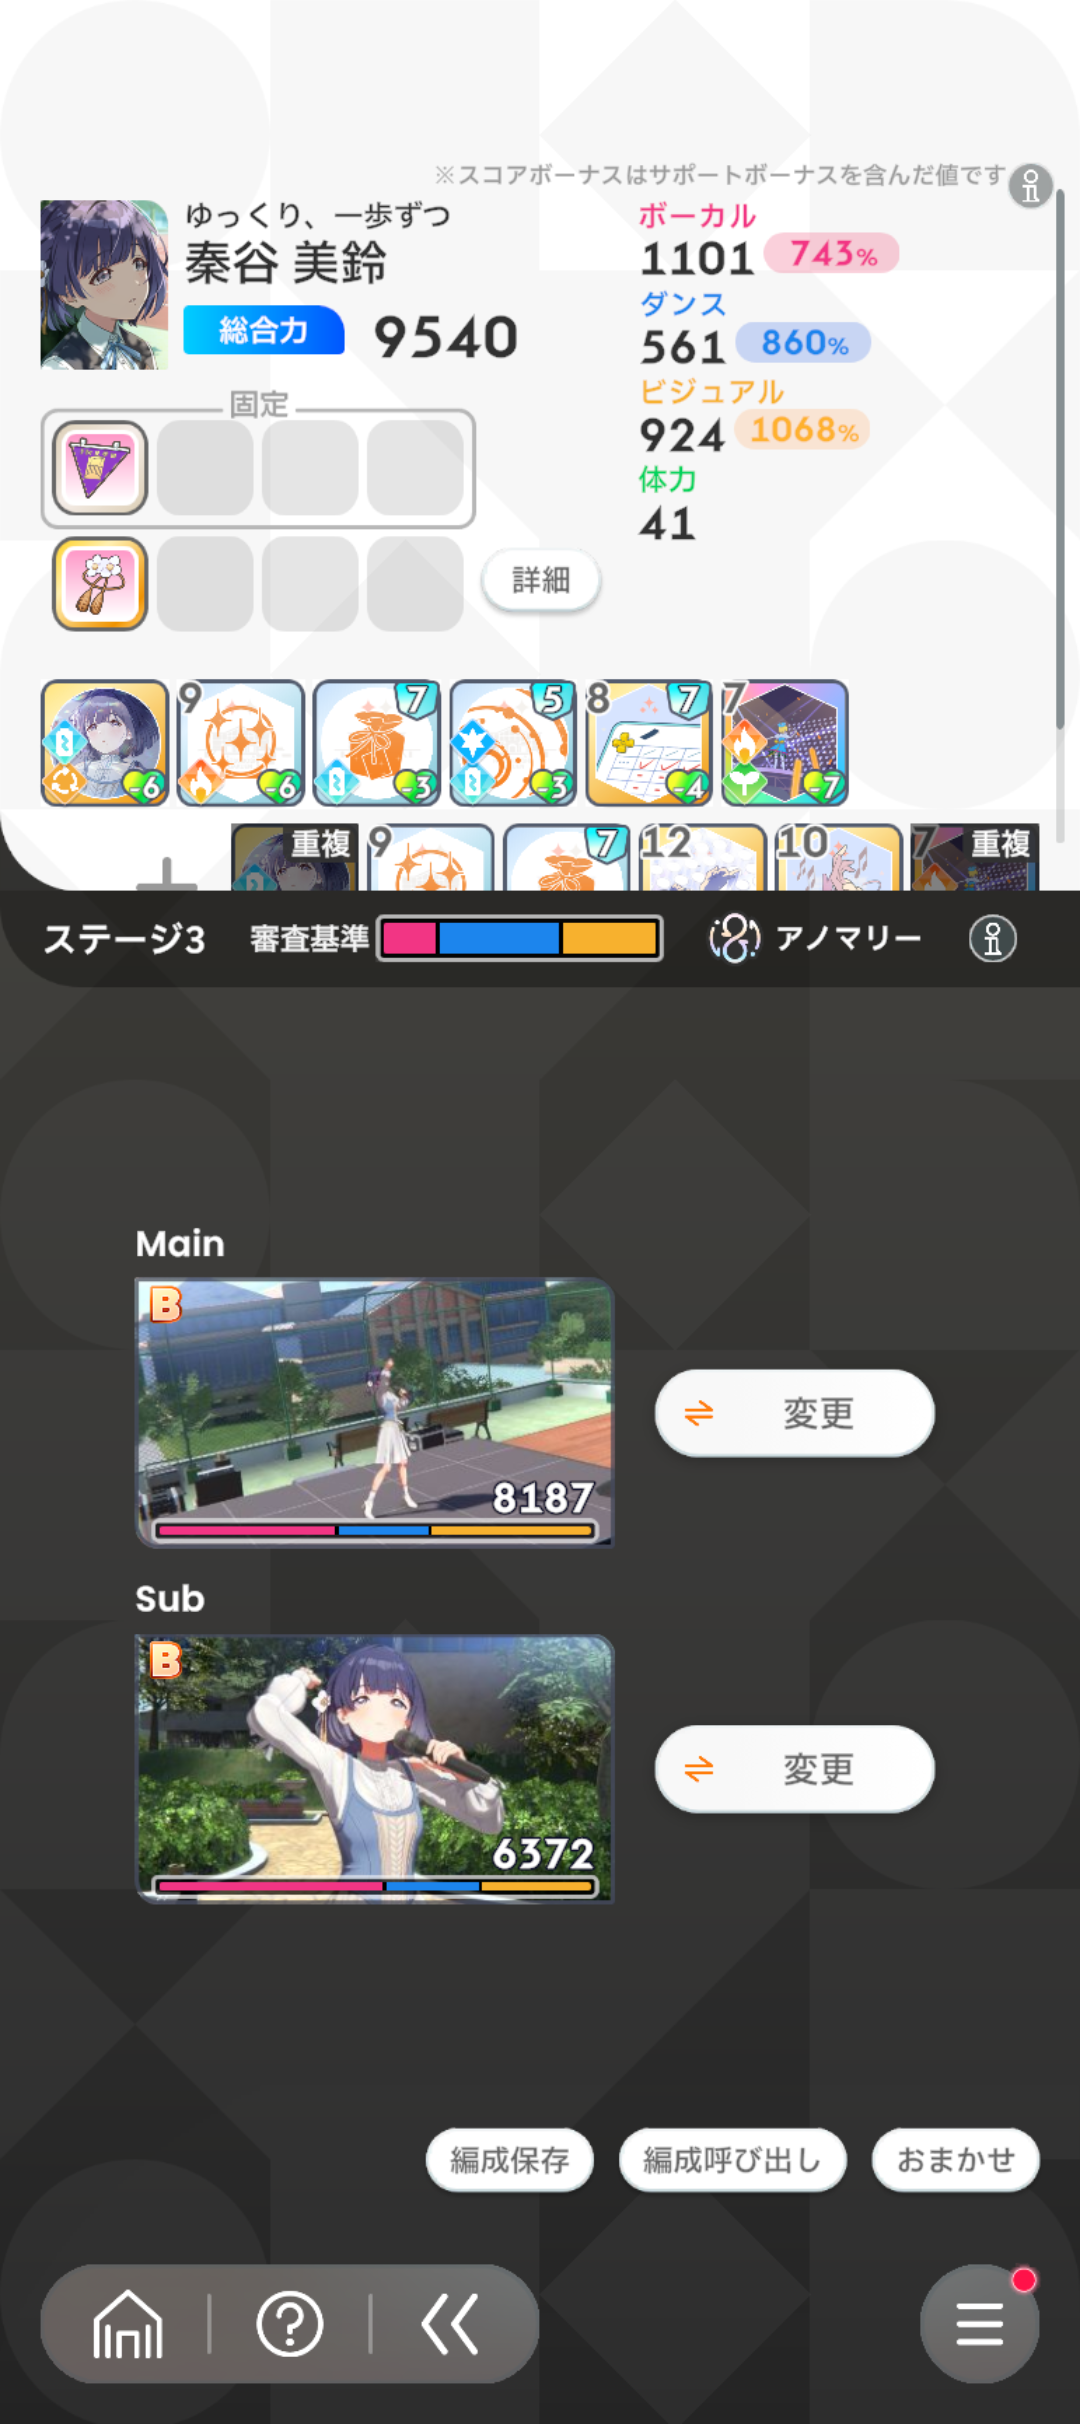 ※スコアボーナスはサポートボーナスを含んだ値です
ゆっくり、一歩ずつ
秦谷 美鈴
総合力 9540
ボーカル
1101 743%
ダンス
561 860%
ビジュアル
924 1068%
体力
41
固定
詳細
-6 9 -6 7 -3 5 -3 8 7 -4 7 -7
重複 9 7 12 10 7 重複
ステージ3 審査基準 アノマリー
Main
B
8187
変更
Sub
B
6372
変更
編成保存 編成呼び出し おまかせ